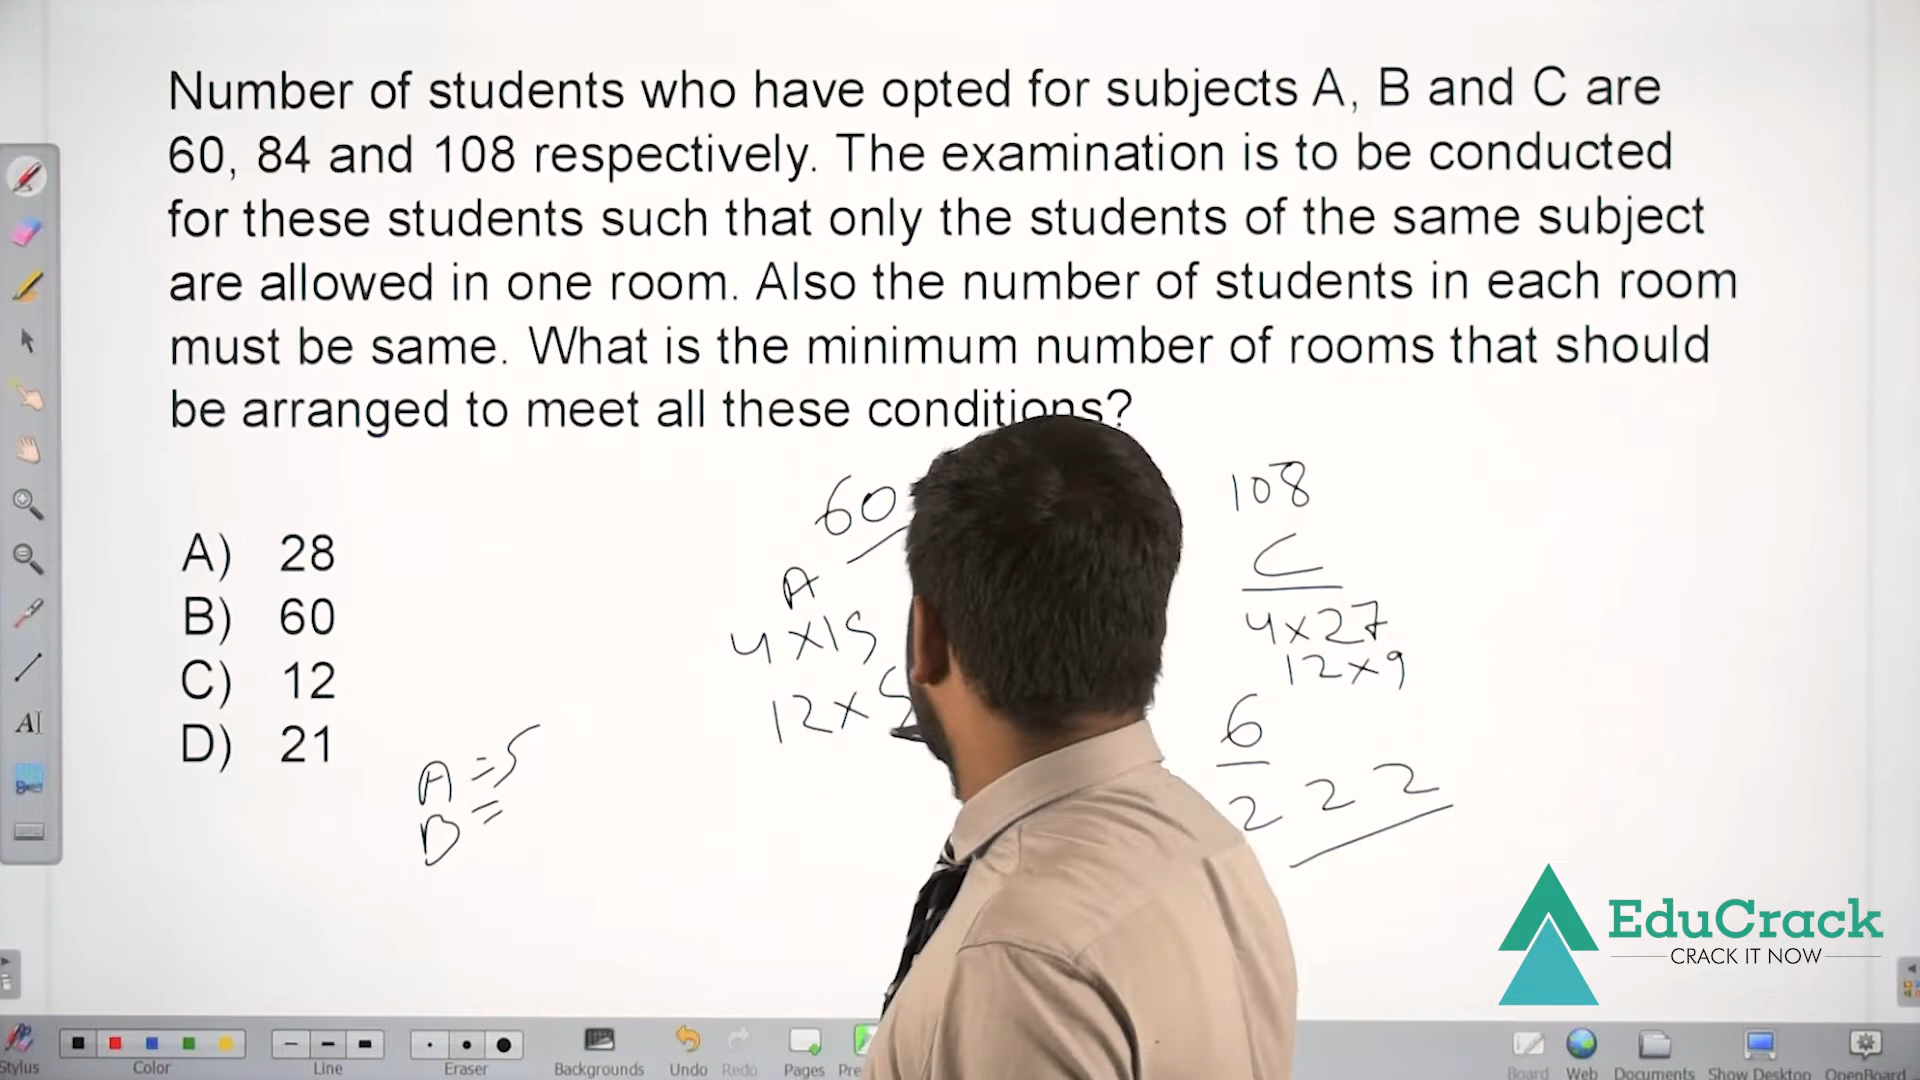 Number of students who have opted for subjects A, B and C are
60, 84 and 108 respectively. The examination is to be conducted
for these students such that only the students of the same subject
are allowed in one room. Also the number of students in each room
must be same. What is the minimum number of rooms that should
be arranged to meet all these conditions?
A) 28
B) 60
C) 12
D) 21
60
A
4 × 15
12 × 5
108
C
4 × 27
12 × 9
6
2 2 2
A = 5
B =
EduCrack
CRACK IT NOW
AI
Stylus
Color
Line
Eraser
Backgrounds
Undo
Redo
Pages
Board
Web
Documents
Show Desktop
OpenBoard